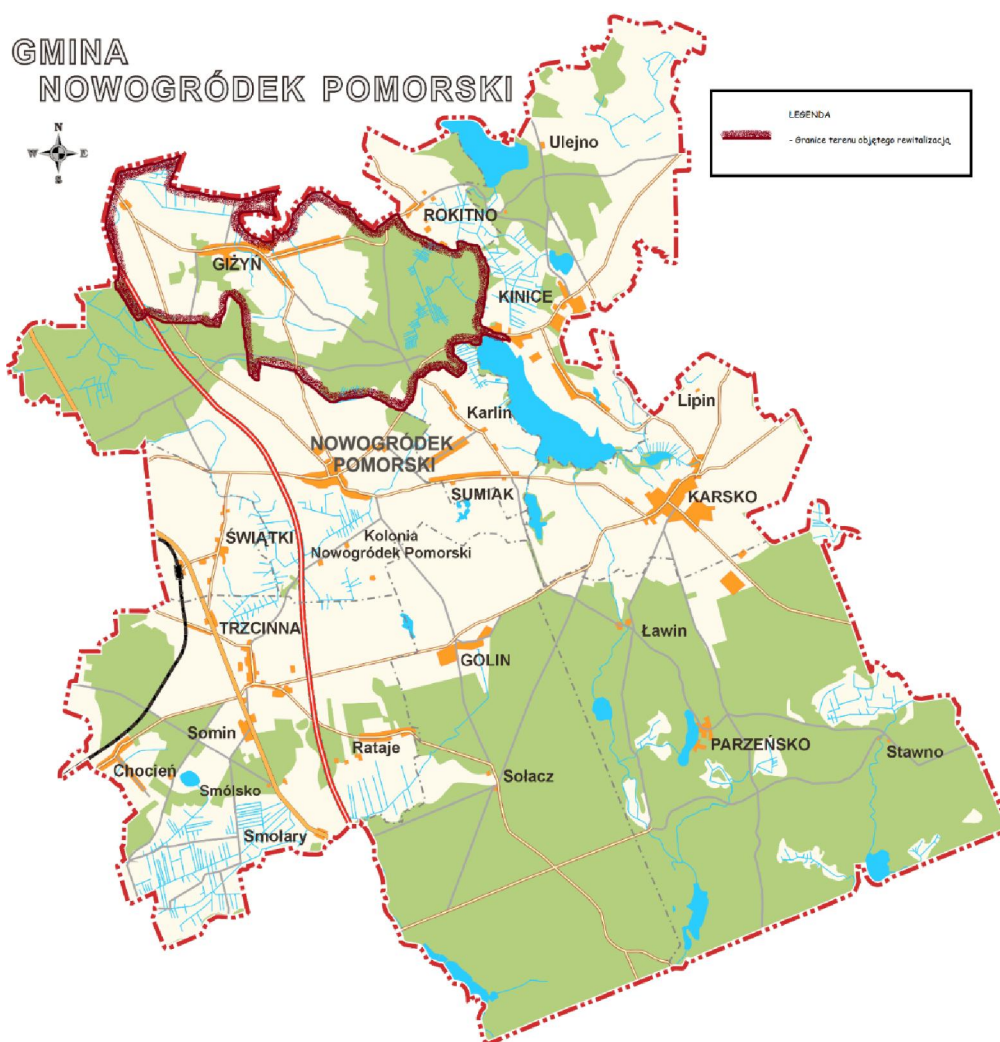 GMINA
NOWOGRÓDEK POMORSKI
LEGENDA
- Granice terenu objętego rewitalizacją,
N
W E
S
Ulejno
ROKITNO
GIŻYŃ
KINICE
Karlin
Lipin
NOWOGRÓDEK
POMORSKI
SUMIAK
KARSKO
ŚWIĄTKI
Kolonia
Nowogródek Pomorski
TRZCINNA
Ławin
GOLIN
Somin
Rataje
PARZEŃSKO
Stawno
Chocień
Smólsko
Sołacz
Smolary